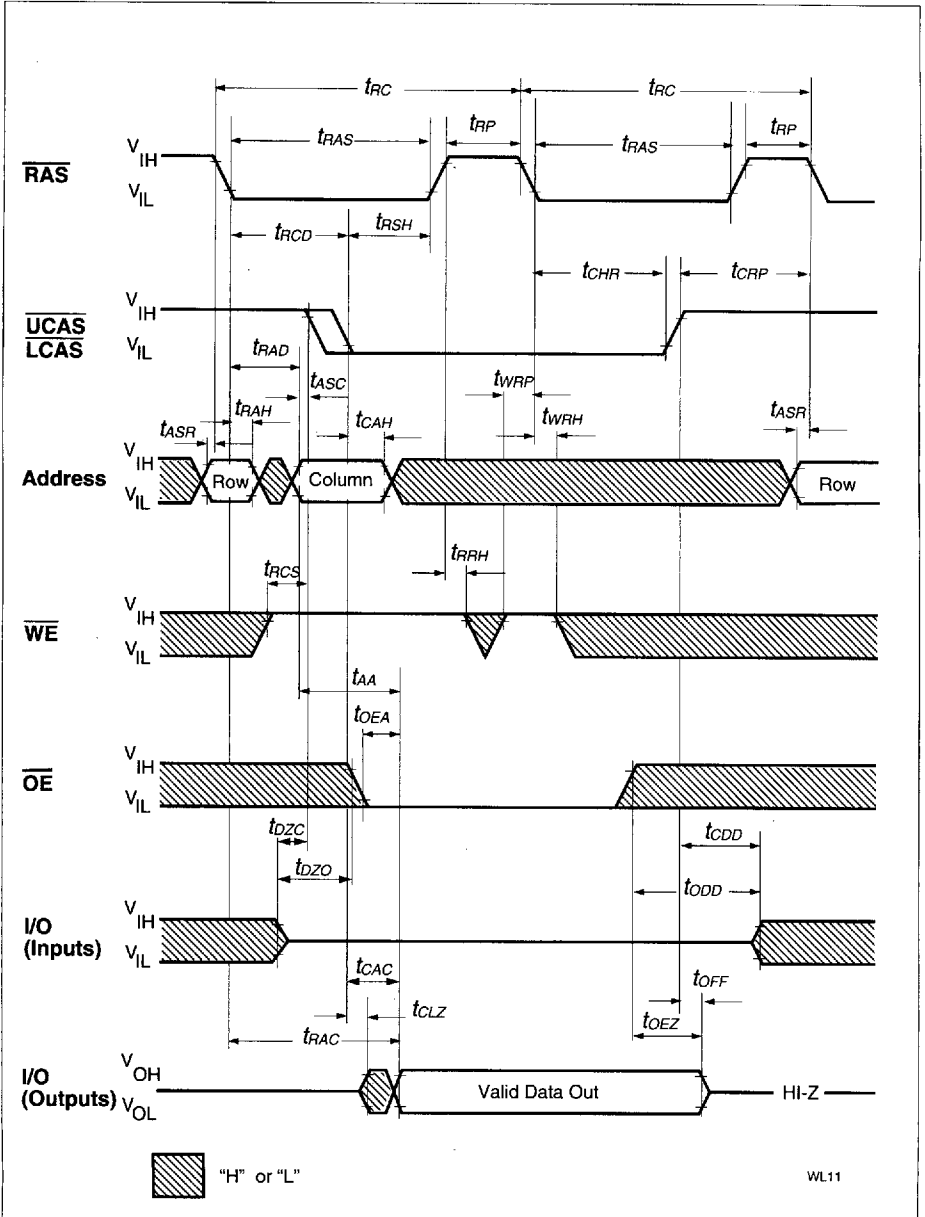 tRC tRC
tRAS tRP tRAS tRP
RAS VIH
VIL
tRCD tRSH
tCHR tCRP
UCAS VIH
LCAS VIL
tRAD tASC tWRP
tASR tRAH tCAH tWRH tASR
Address VIH
VIL
Row Column Row
tRCS tRRH
WE VIH
VIL
tAA
tOEA
OE VIH
VIL
tDZC tCDD
tDZO tODD
I/O VIH
(Inputs) VIL
tCAC tOFF
tCLZ tOEZ
tRAC
I/O VOH
(Outputs) VOL
Valid Data Out HI-Z
"H" or "L" WL11